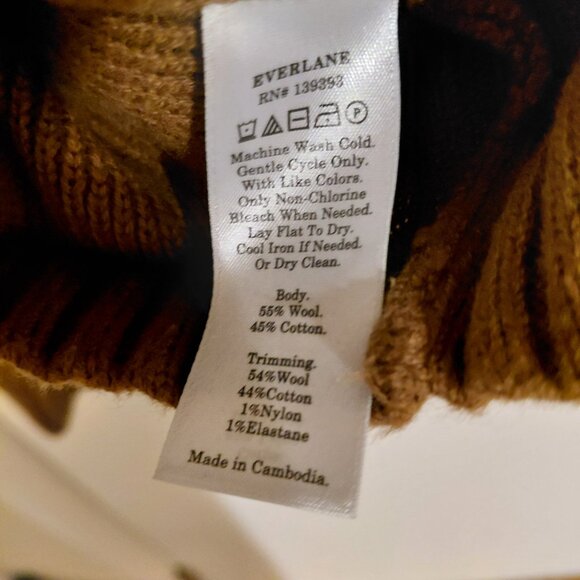 EVERLANE
RN# 139393
P
Machine Wash Cold.
Gentle Cycle Only.
With Like Colors.
Only Non-Chlorine
Bleach When Needed.
Lay Flat To Dry.
Cool Iron If Needed.
Or Dry Clean.
Body.
55% Wool.
45% Cotton.
Trimming.
54%Wool
44%Cotton
1%Nylon
1%Elastane
Made in Cambodia.